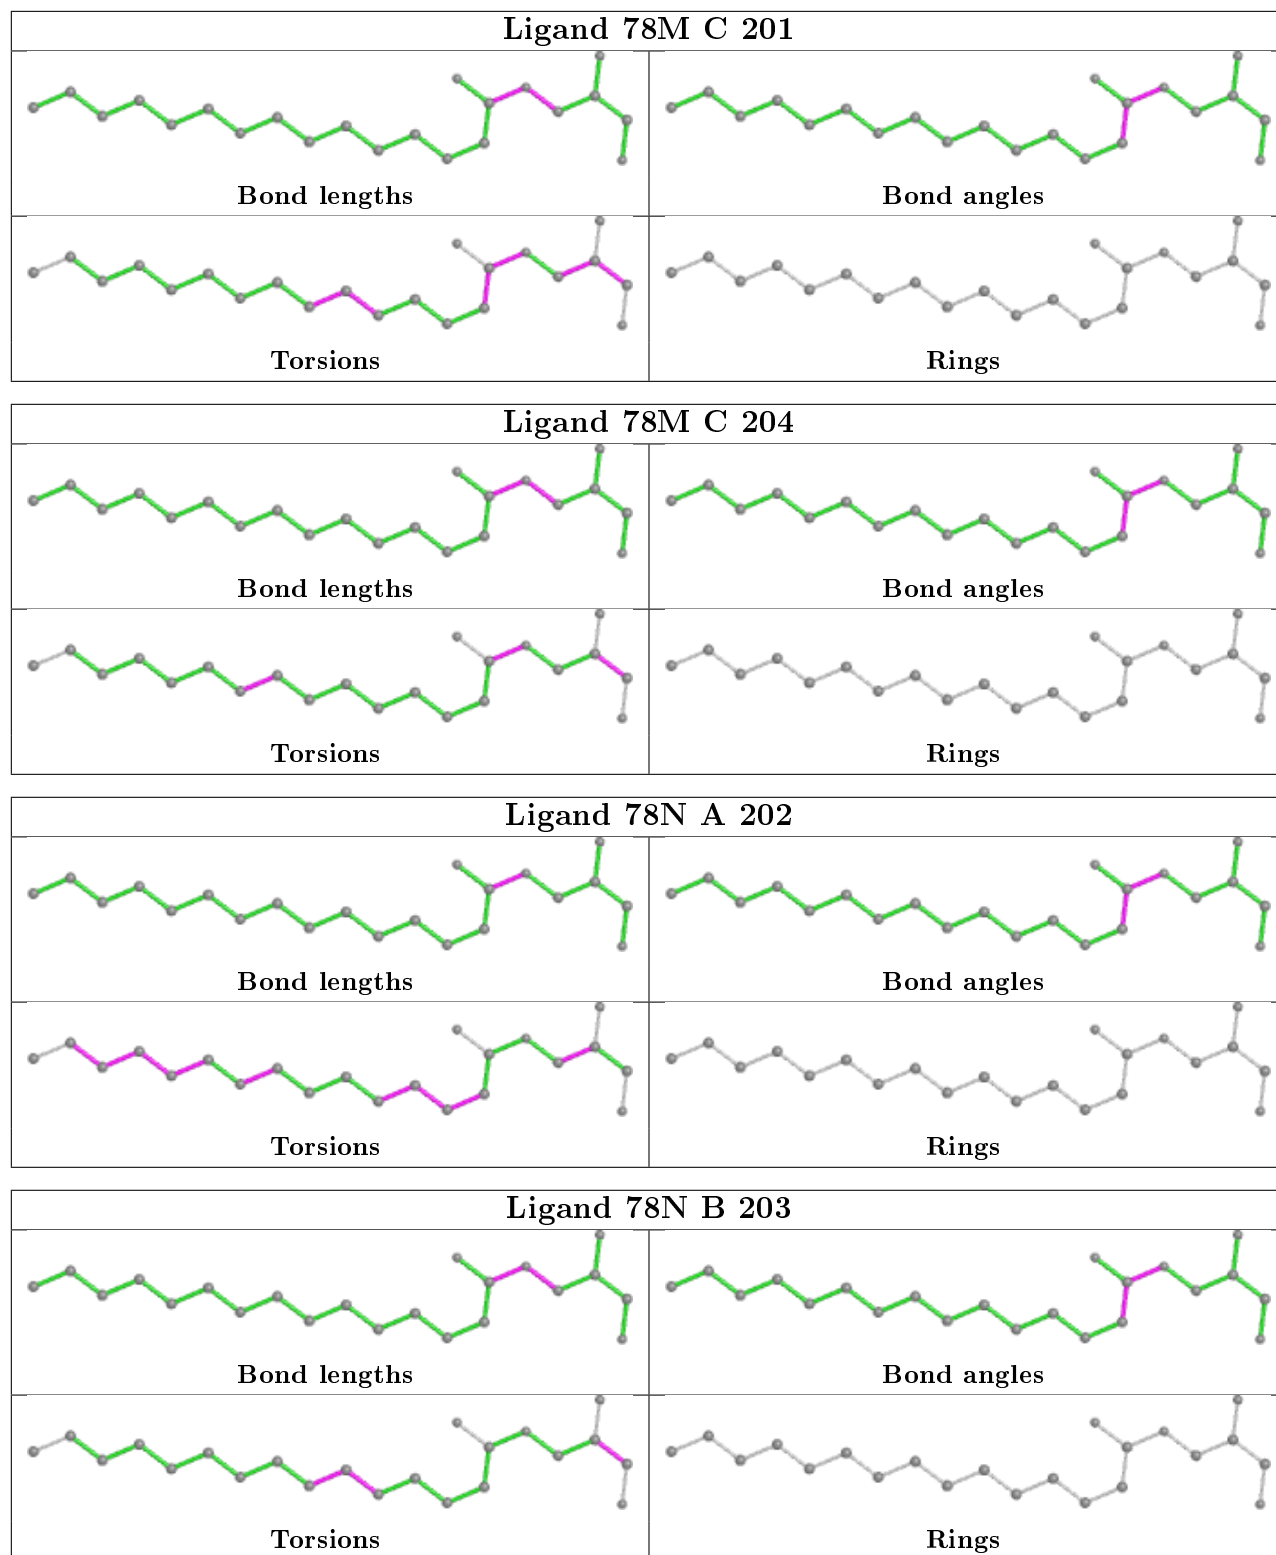 Ligand 78M C 201
Bond lengths
Bond angles
Torsions
Rings
Ligand 78M C 204
Bond lengths
Bond angles
Torsions
Rings
Ligand 78N A 202
Bond lengths
Bond angles
Torsions
Rings
Ligand 78N B 203
Bond lengths
Bond angles
Torsions
Rings